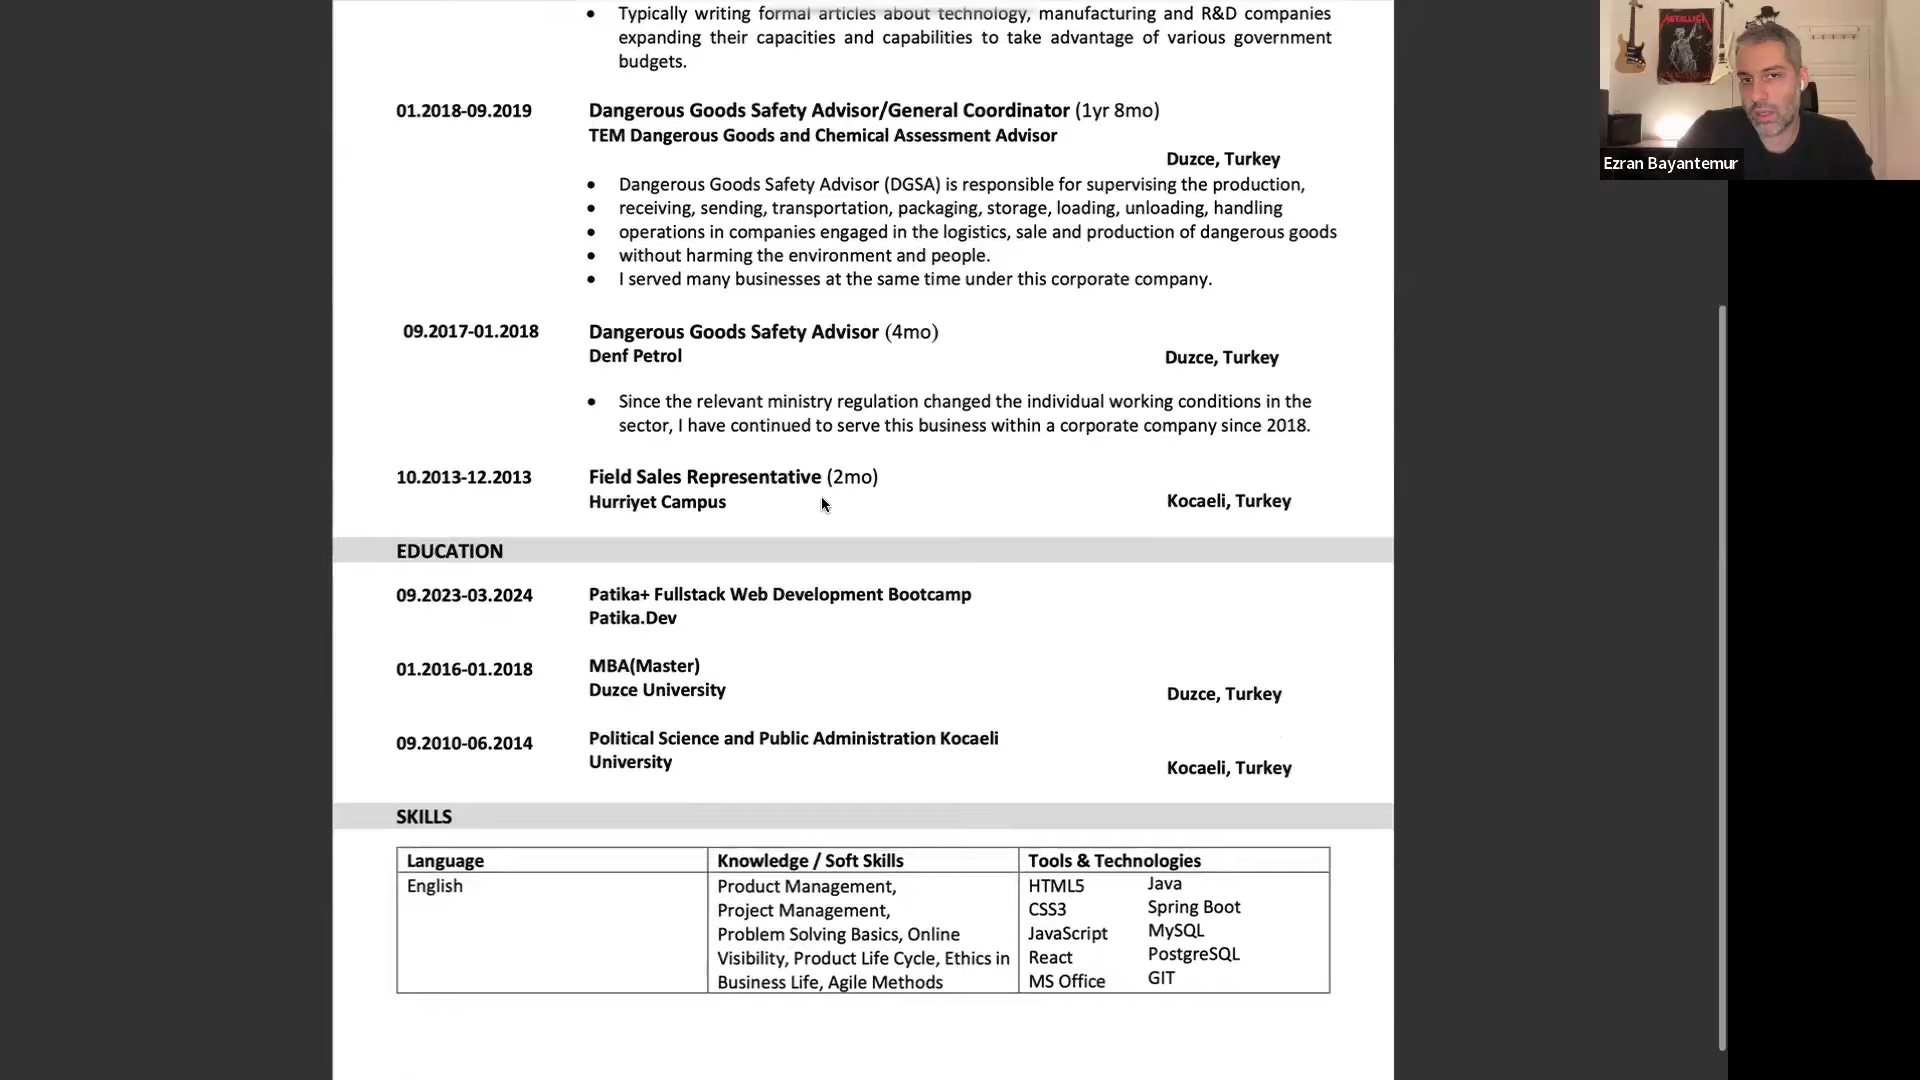 • Typically writing formal articles about technology, manufacturing and R&D companies
expanding their capacities and capabilities to take advantage of various government
budgets.
01.2018-09.2019 Dangerous Goods Safety Advisor/General Coordinator (1yr 8mo)
TEM Dangerous Goods and Chemical Assessment Advisor
Duzce, Turkey
• Dangerous Goods Safety Advisor (DGSA) is responsible for supervising the production,
• receiving, sending, transportation, packaging, storage, loading, unloading, handling
• operations in companies engaged in the logistics, sale and production of dangerous goods
• without harming the environment and people.
• I served many businesses at the same time under this corporate company.
09.2017-01.2018 Dangerous Goods Safety Advisor (4mo)
Denf Petrol Duzce, Turkey
• Since the relevant ministry regulation changed the individual working conditions in the
sector, I have continued to serve this business within a corporate company since 2018.
10.2013-12.2013 Field Sales Representative (2mo)
Hurriyet Campus Kocaeli, Turkey
EDUCATION
09.2023-03.2024 Patika+ Fullstack Web Development Bootcamp
Patika.Dev
01.2016-01.2018 MBA(Master)
Duzce University Duzce, Turkey
09.2010-06.2014 Political Science and Public Administration Kocaeli
University Kocaeli, Turkey
SKILLS
Language Knowledge / Soft Skills Tools & Technologies
English Product Management, HTML5 Java
Project Management, CSS3 Spring Boot
Problem Solving Basics, Online JavaScript MySQL
Visibility, Product Life Cycle, Ethics in React PostgreSQL
Business Life, Agile Methods MS Office GIT
METALLICA
Ezran Bayantemur